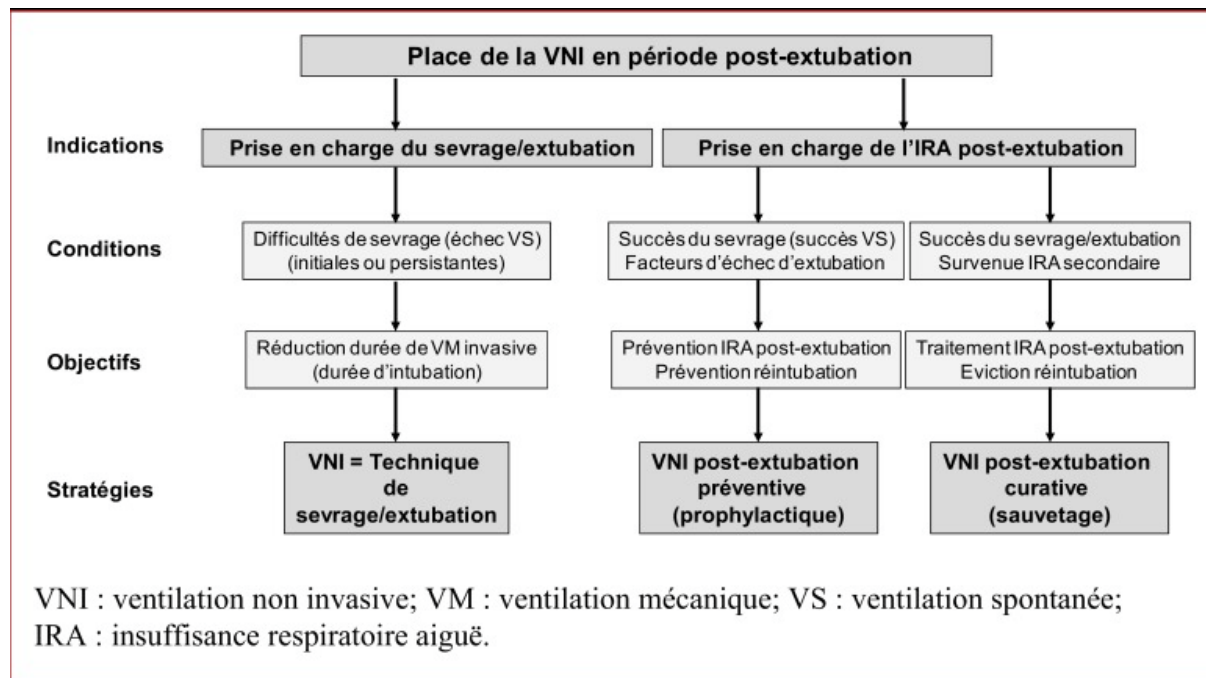 Place de la VNI en période post-extubation
Indications
Prise en charge du sevrage/extubation
Prise en charge de l'IRA post-extubation
Conditions
Difficultés de sevrage (échec VS)
(initiales ou persistantes)
Succès du sevrage (succès VS)
Facteurs d'échec d'extubation
Succès du sevrage/extubation
Survenue IRA secondaire
Objectifs
Réduction durée de VM invasive
(durée d'intubation)
Prévention IRA post-extubation
Prévention réintubation
Traitement IRA post-extubation
Eviction réintubation
Stratégies
VNI = Technique
de
sevrage/extubation
VNI post-extubation
préventive
(prophylactique)
VNI post-extubation
curative
(sauvetage)
VNI : ventilation non invasive; VM : ventilation mécanique; VS : ventilation spontanée;
IRA : insuffisance respiratoire aiguë.